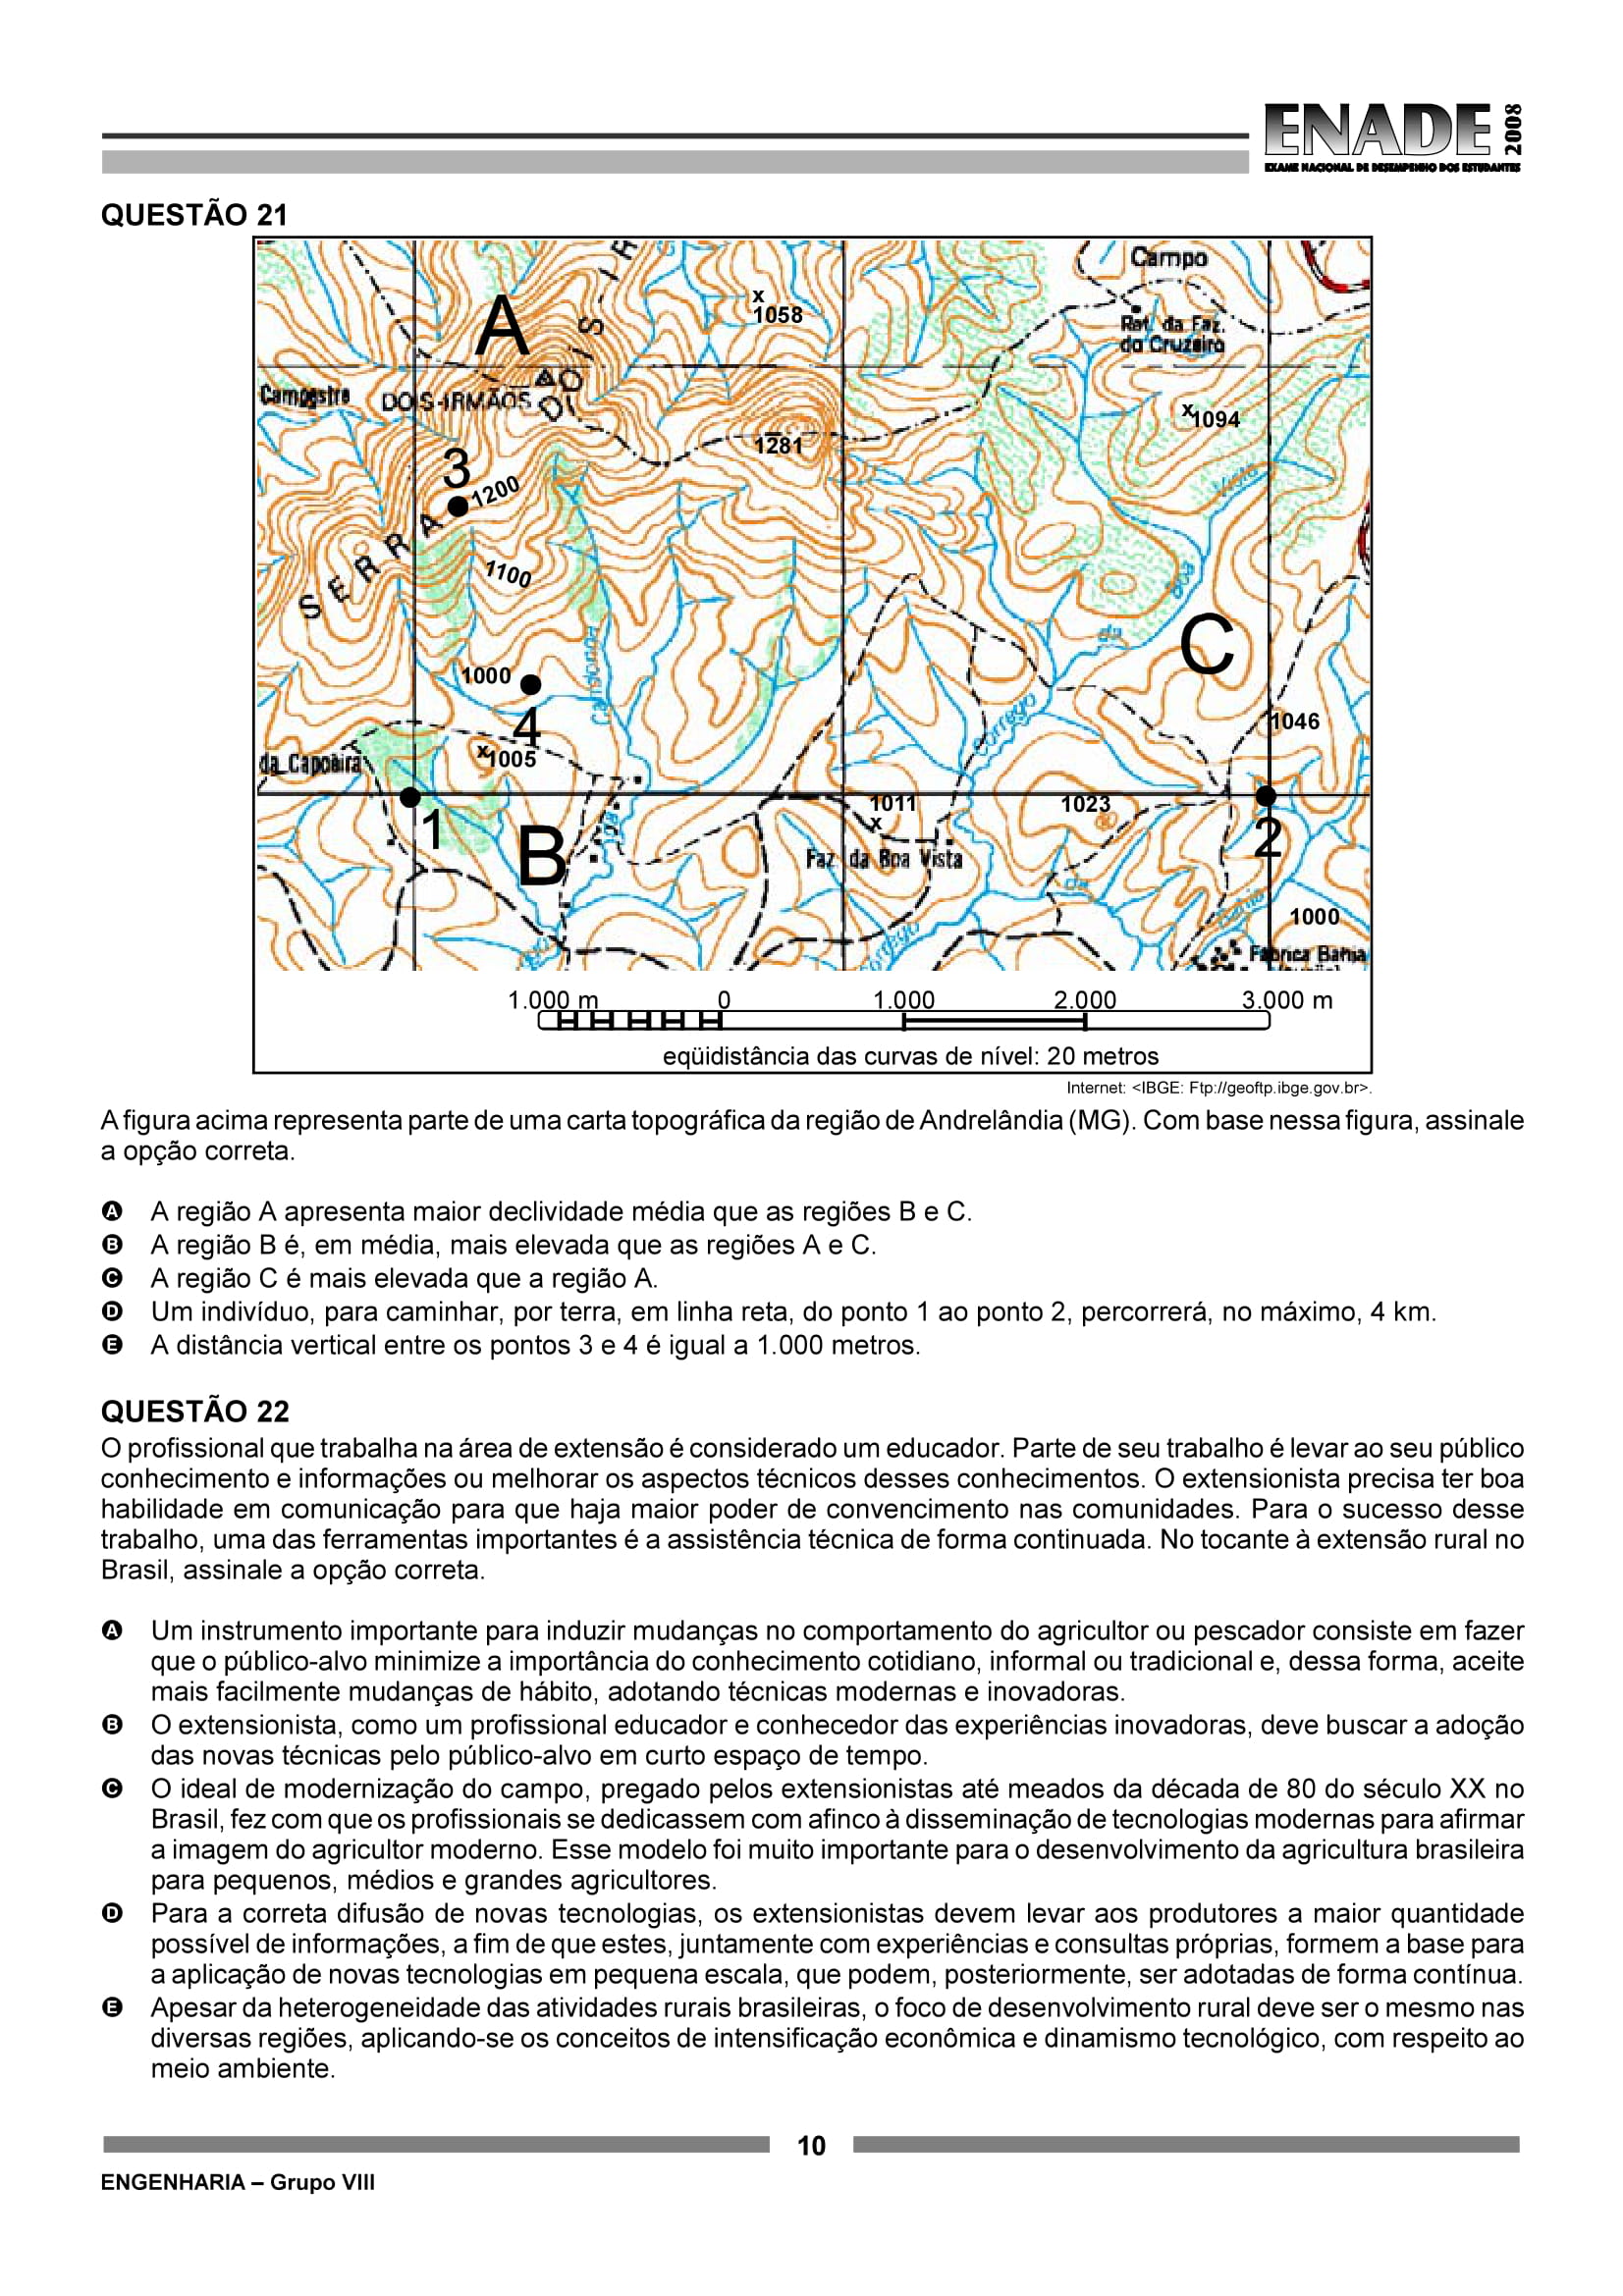 ENADE 2008
EXAME NACIONAL DE DESEMPENHO DOS ESTUDANTES
QUESTÃO 21
A
S I R
x
1058
Campo
Ret. da Faz.
do Cruzeiro
Campestre
DOIS-IRMÃOS
x
1094
1281
3
1200
SERRA
DO
DOIS
1100
Vista
Boa
da
C
1000
4
Córrego
1046
x
1005
da Capoeira
1
B
1011
x
1023
2
Faz. da Boa Vista
da
Bahia
1000
Córrego
Fábrica Bahia
1.000 m 0 1.000 2.000 3.000 m
eqüidistância das curvas de nível: 20 metros
Internet: <IBGE: Ftp://geoftp.ibge.gov.br>.
A figura acima representa parte de uma carta topográfica da região de Andrelândia (MG). Com base nessa figura, assinale
a opção correta.
A A região A apresenta maior declividade média que as regiões B e C.
B A região B é, em média, mais elevada que as regiões A e C.
C A região C é mais elevada que a região A.
D Um indivíduo, para caminhar, por terra, em linha reta, do ponto 1 ao ponto 2, percorrerá, no máximo, 4 km.
E A distância vertical entre os pontos 3 e 4 é igual a 1.000 metros.
QUESTÃO 22
O profissional que trabalha na área de extensão é considerado um educador. Parte de seu trabalho é levar ao seu público
conhecimento e informações ou melhorar os aspectos técnicos desses conhecimentos. O extensionista precisa ter boa
habilidade em comunicação para que haja maior poder de convencimento nas comunidades. Para o sucesso desse
trabalho, uma das ferramentas importantes é a assistência técnica de forma continuada. No tocante à extensão rural no
Brasil, assinale a opção correta.
A Um instrumento importante para induzir mudanças no comportamento do agricultor ou pescador consiste em fazer
que o público-alvo minimize a importância do conhecimento cotidiano, informal ou tradicional e, dessa forma, aceite
mais facilmente mudanças de hábito, adotando técnicas modernas e inovadoras.
B O extensionista, como um profissional educador e conhecedor das experiências inovadoras, deve buscar a adoção
das novas técnicas pelo público-alvo em curto espaço de tempo.
C O ideal de modernização do campo, pregado pelos extensionistas até meados da década de 80 do século XX no
Brasil, fez com que os profissionais se dedicassem com afinco à disseminação de tecnologias modernas para afirmar
a imagem do agricultor moderno. Esse modelo foi muito importante para o desenvolvimento da agricultura brasileira
para pequenos, médios e grandes agricultores.
D Para a correta difusão de novas tecnologias, os extensionistas devem levar aos produtores a maior quantidade
possível de informações, a fim de que estes, juntamente com experiências e consultas próprias, formem a base para
a aplicação de novas tecnologias em pequena escala, que podem, posteriormente, ser adotadas de forma contínua.
E Apesar da heterogeneidade das atividades rurais brasileiras, o foco de desenvolvimento rural deve ser o mesmo nas
diversas regiões, aplicando-se os conceitos de intensificação econômica e dinamismo tecnológico, com respeito ao
meio ambiente.
10
ENGENHARIA – Grupo VIII